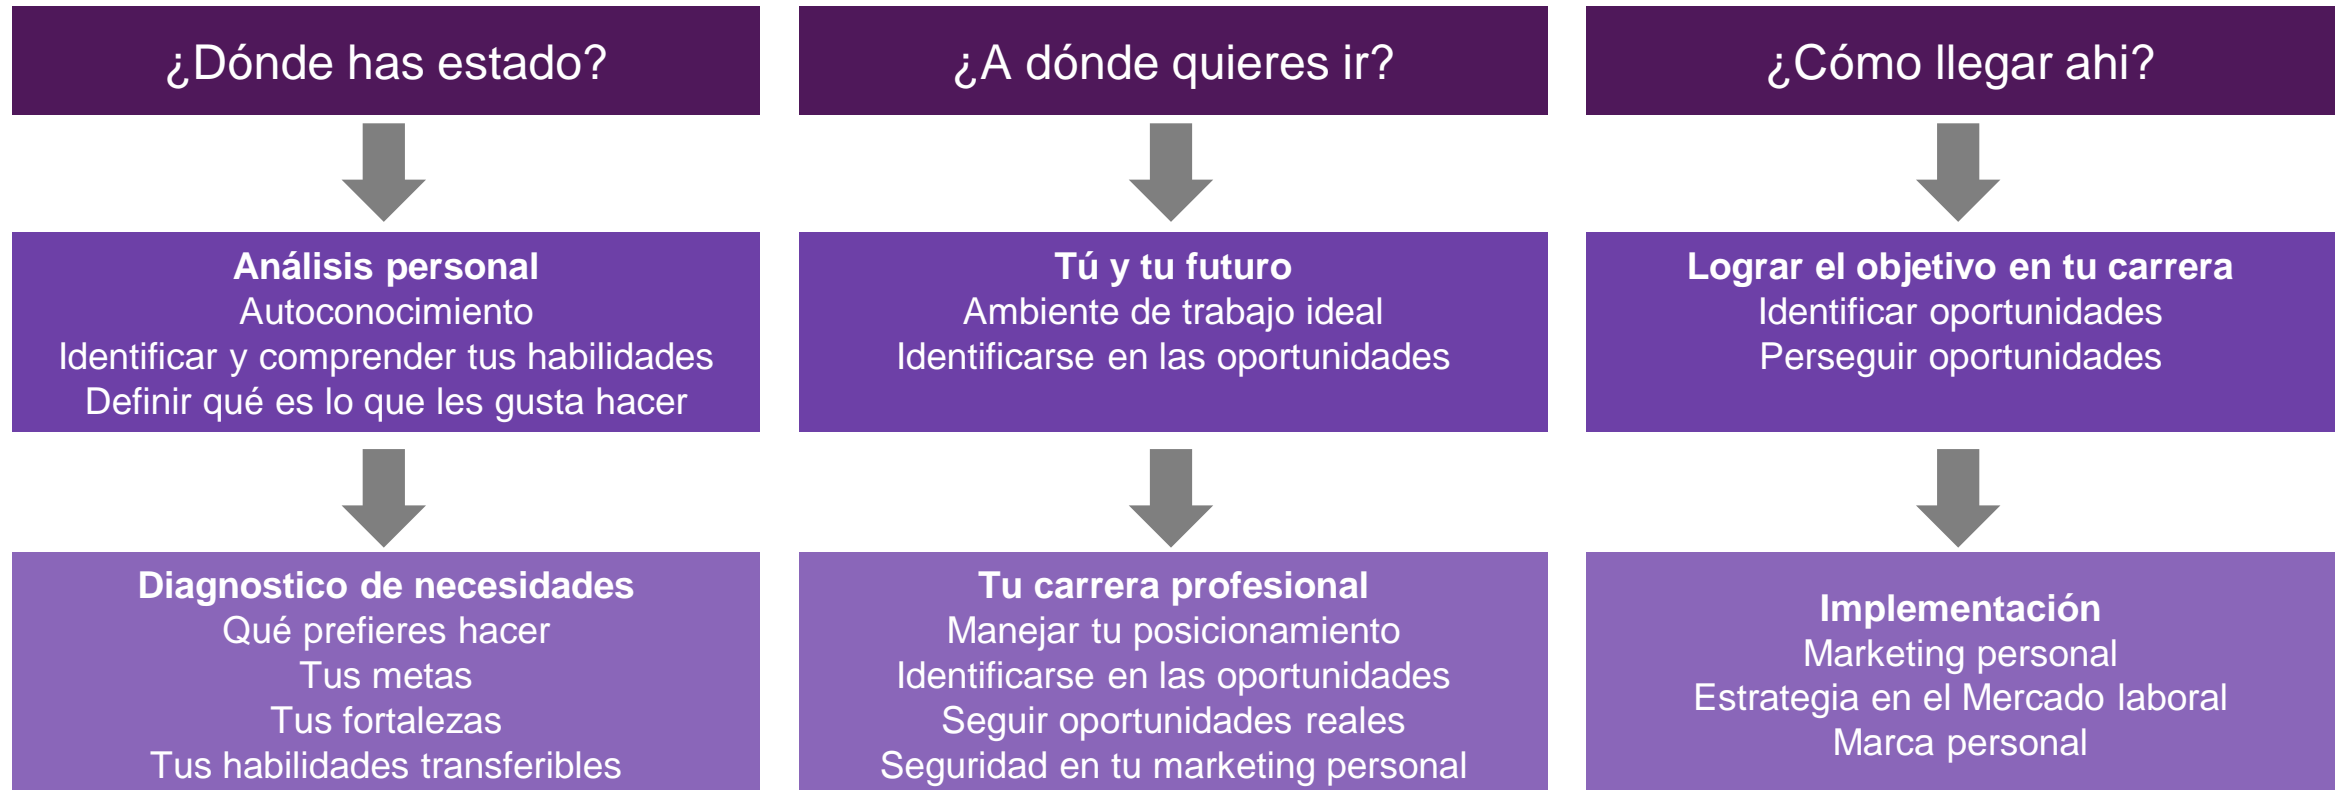 ¿Dónde has estado?
Análisis personal
Autoconocimiento
Identificar y comprender tus habilidades
Definir qué es lo que les gusta hacer
Diagnostico de necesidades
Qué prefieres hacer
Tus metas
Tus fortalezas
Tus habilidades transferibles
¿A dónde quieres ir?
Tú y tu futuro
Ambiente de trabajo ideal
Identificarse en las oportunidades
Tu carrera profesional
Manejar tu posicionamiento
Identificarse en las oportunidades
Seguir oportunidades reales
Seguridad en tu marketing personal
¿Cómo llegar ahi?
Lograr el objetivo en tu carrera
Identificar oportunidades
Perseguir oportunidades
Implementación
Marketing personal
Estrategia en el Mercado laboral
Marca personal